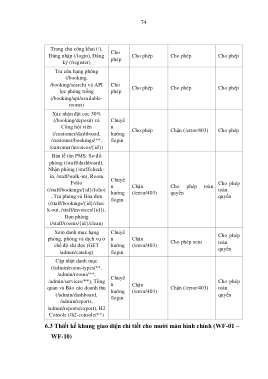 74
Trang chủ công khai (/),
Đăng nhập (/login), Đăng
ký (/register)
Cho
phép
Cho phép
Cho phép
Cho phép
Tra cứu hạng phòng
(/booking,
/booking/search) và API
lọc phòng trống
(/booking/api/available-
rooms)
Cho
phép
Cho phép
Cho phép
Cho phép
Xác nhận đặt cọc 30%
(/booking/deposit) và
Cổng hội viên
(/customer/dashboard,
/customer/bookings/**,
/customer/invoices/{id})
Chuyể
n
hướng
/login
Cho phép
Chặn (/error/403)
Cho phép
Bàn lễ tân PMS: Sơ đồ
phòng (/staff/dashboard),
Nhận phòng (/staff/check-
in, /staff/walk-in), Room
Folio
(/staff/bookings/{id}/folio)
, Trả phòng và Hóa đơn
(/staff/bookings/{id}/chec
k-out, /staff/invoices/{id}),
Dọn phòng
(/staff/rooms/{id}/clean)
Chuyể
n
hướng
/login
Chặn
(/error/403)
Cho phép toàn
quyền
Cho phép
toàn
quyền
Xem danh mục hạng
phòng, phòng và dịch vụ ở
chế độ chỉ đọc (GET
/admin/catalog)
Chuyể
n
hướng
/login
Chặn
(/error/403)
Cho phép xem
Cho phép
toàn
quyền
Cập nhật danh mục
(/admin/room-types/**,
/admin/rooms/**,
/admin/services/**), Tổng
quan và Báo cáo doanh thu
(/admin/dashboard,
/admin/reports,
/admin/reports/export), H2
Console (/h2-console/**)
Chuyể
n
hướng
/login
Chặn
(/error/403)
Chặn (/error/403)
Cho phép
toàn
quyền
6.3 Thiết kế khung giao diện chi tiết cho mười màn hình chính (WF-01 –
WF-10)